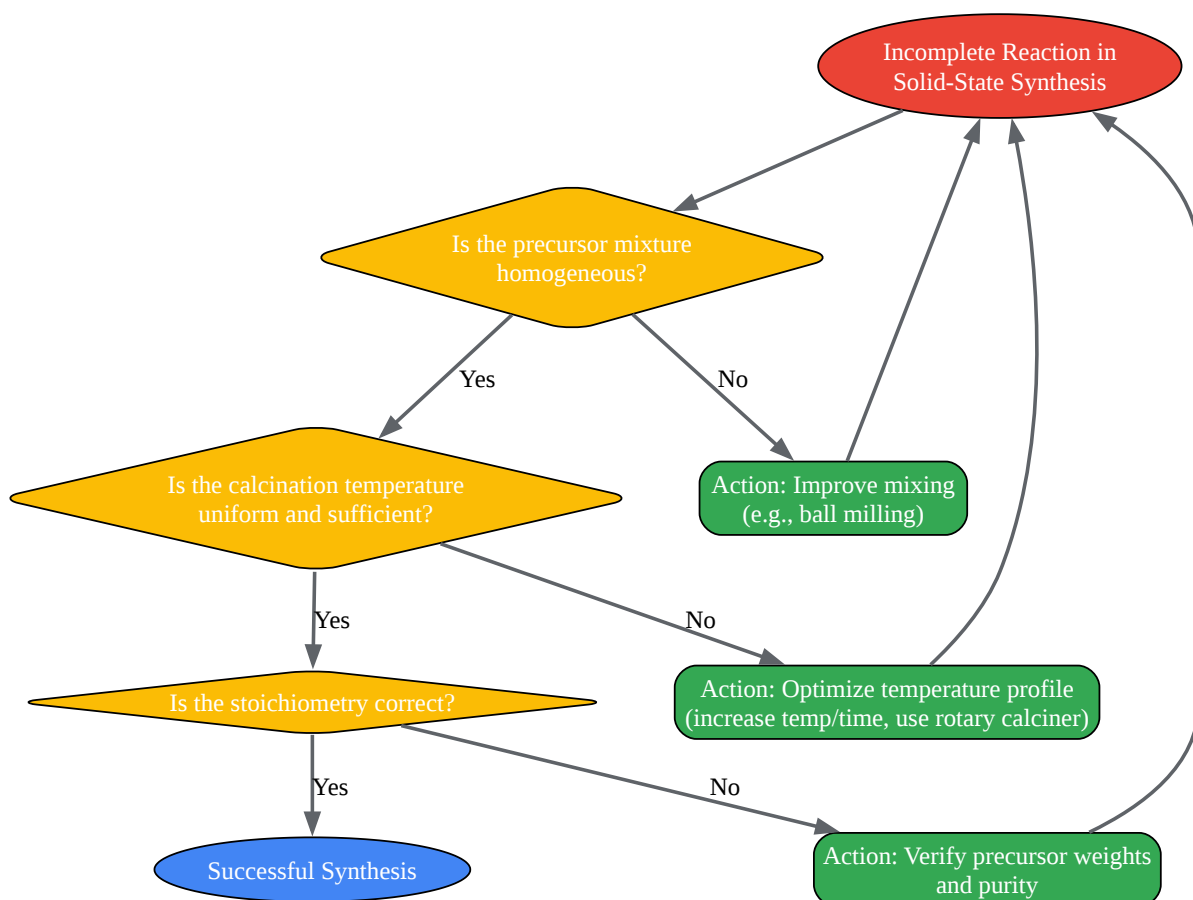 Incomplete Reaction in
Solid-State Synthesis
Is the precursor mixture
homogeneous?
Yes
No
Is the calcination temperature
uniform and sufficient?
Action: Improve mixing
(e.g., ball milling)
Yes
No
Is the stoichiometry correct?
Action: Optimize temperature profile
(increase temp/time, use rotary calciner)
Yes
No
Successful Synthesis
Action: Verify precursor weights
and purity